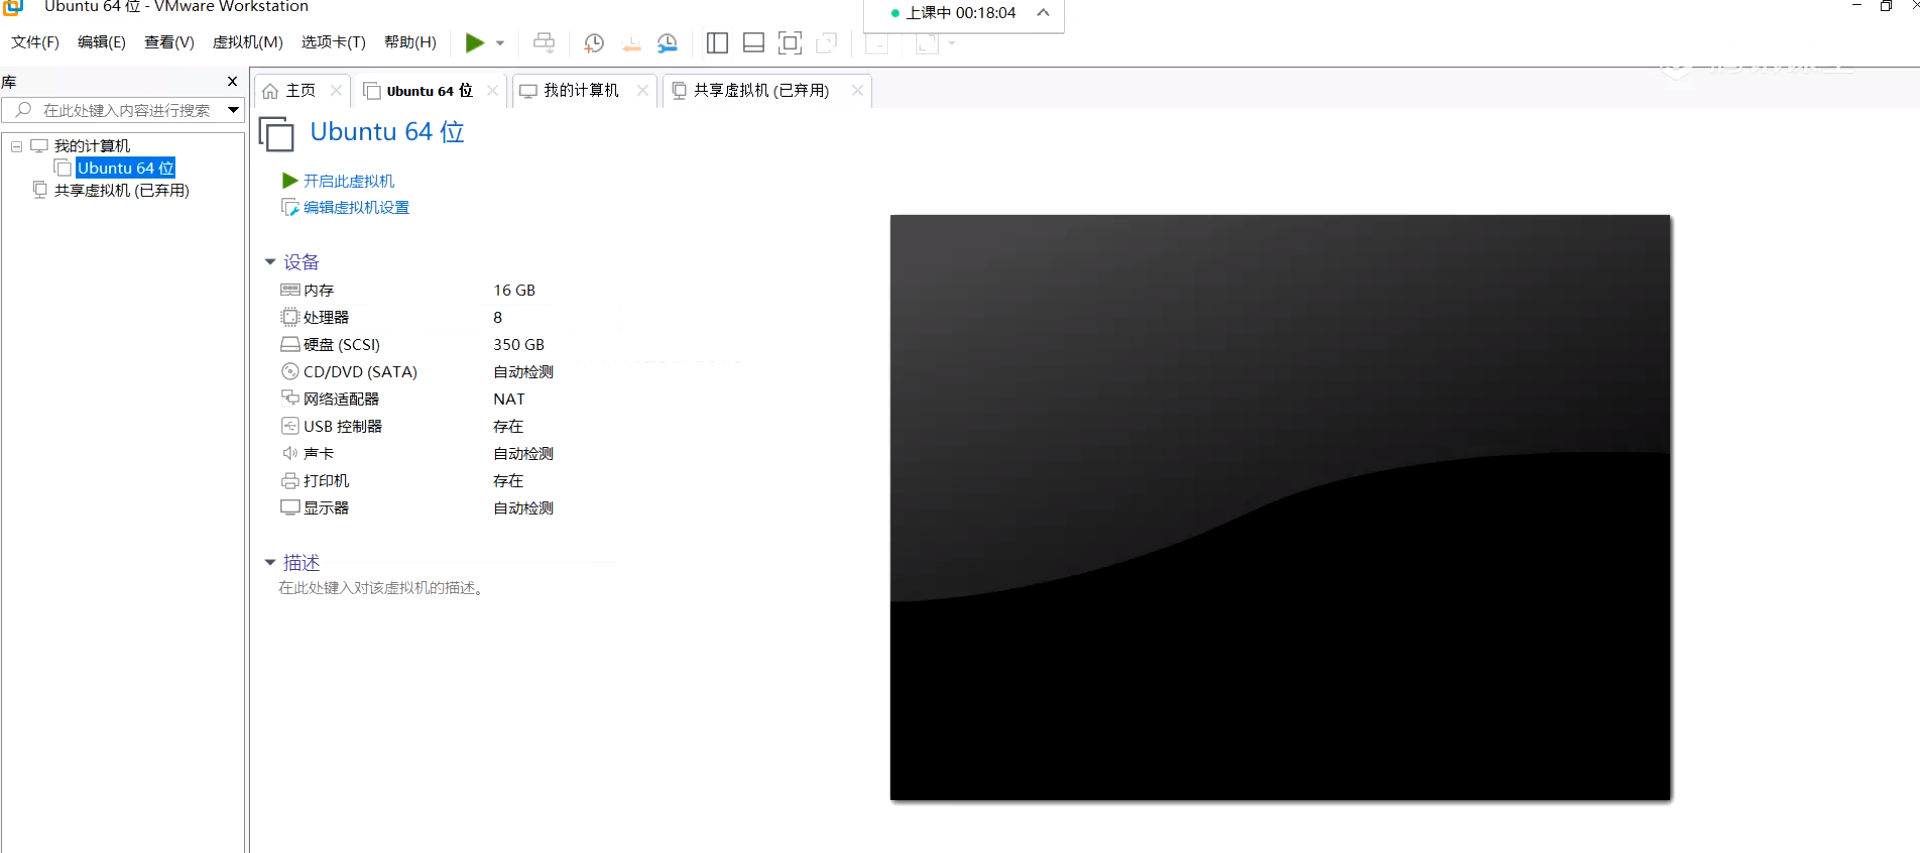 Ubuntu 64 位 - VMware Workstation
上课中 00:18:04
文件(F) 编辑(E) 查看(V) 虚拟机(M) 选项卡(T) 帮助(H)
库
在此处键入内容进行搜索
我的计算机
Ubuntu 64 位
共享虚拟机 (已弃用)
主页 Ubuntu 64 位 我的计算机 共享虚拟机 (已弃用)
Ubuntu 64 位
开启此虚拟机
编辑虚拟机设置
设备
内存 16 GB
处理器 8
硬盘 (SCSI) 350 GB
CD/DVD (SATA) 自动检测
网络适配器 NAT
USB 控制器 存在
声卡 自动检测
打印机 存在
显示器 自动检测
描述
在此处键入对该虚拟机的描述。